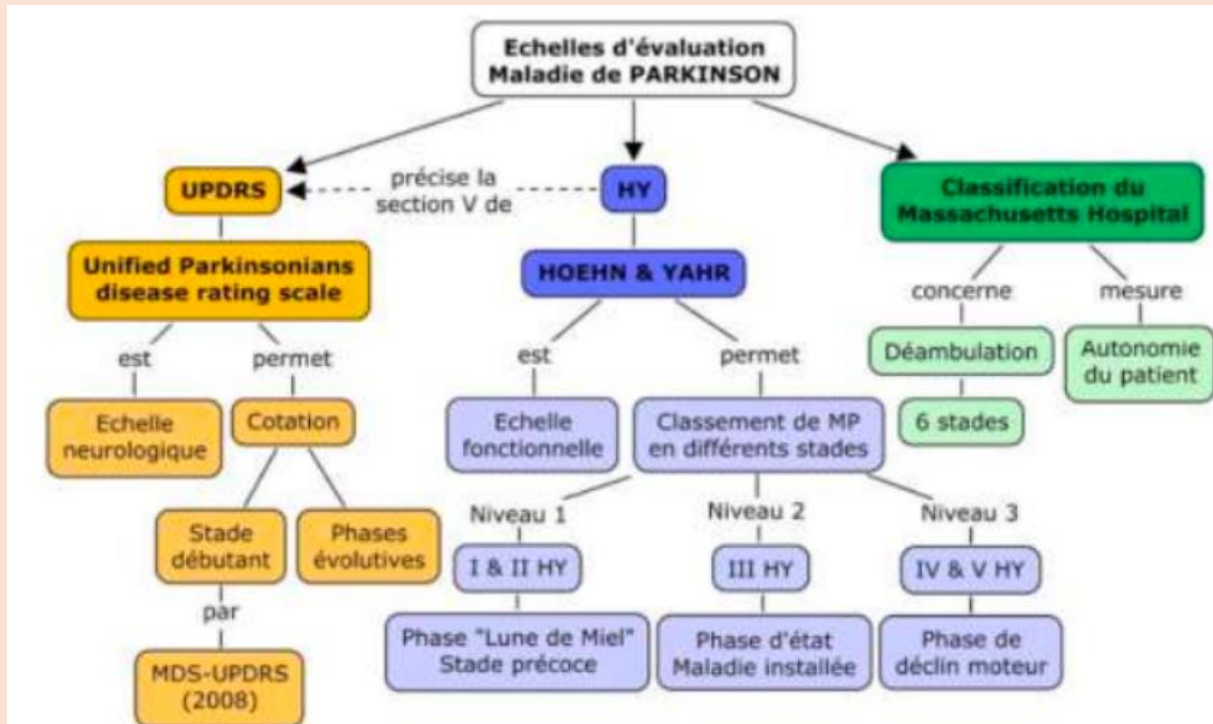 Echelles d'évaluation
Maladie de PARKINSON
UPDRS
précise la
section V de
HY
Classification du
Massachusetts Hospital
Unified Parkinsonians
disease rating scale
HOEHN & YAHR
concerne
mesure
est
permet
est
permet
Déambulation
Autonomie
du patient
Echelle
neurologique
Cotation
Echelle
fonctionnelle
Classement de MP
en différents stades
6 stades
Niveau 1
Niveau 2
Niveau 3
Stade
débutant
Phases
évolutives
I & II HY
III HY
IV & V HY
par
Phase "Lune de Miel"
Stade précoce
Phase d'état
Maladie installée
Phase de
déclin moteur
MDS-UPDRS
(2008)